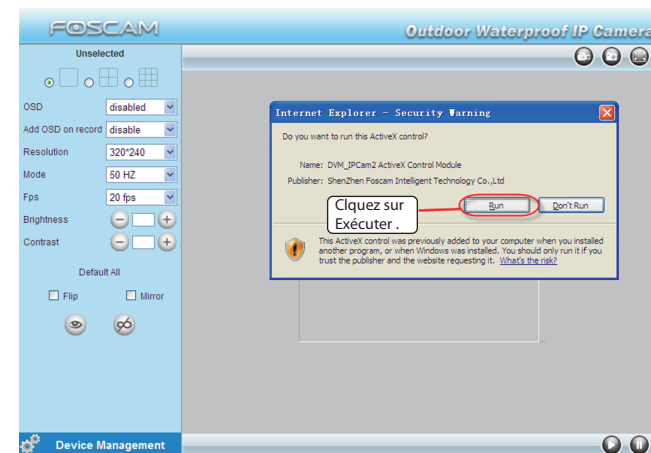 FOSCAM
Outdoor Waterproof IP Camera
Unselected
OSD disabled
Add OSD on record disable
Resolution 320*240
Mode 50 HZ
Fps 20 fps
Brightness
Contrast
Default All
Flip Mirror
Device Management
Internet Explorer - Security Warning
Do you want to run this ActiveX control?
Name: DVM_IPCam2 ActiveX Control Module
Publisher: ShenZhen Foscam Intelligent Technology Co.,Ltd
Run Don't Run
Clquez sur
Exécuter .
This ActiveX control was previously added to your computer when you installed
another program, or when Windows was installed. You should only run it if you
trust the publisher and the website requesting it. What's the risk?